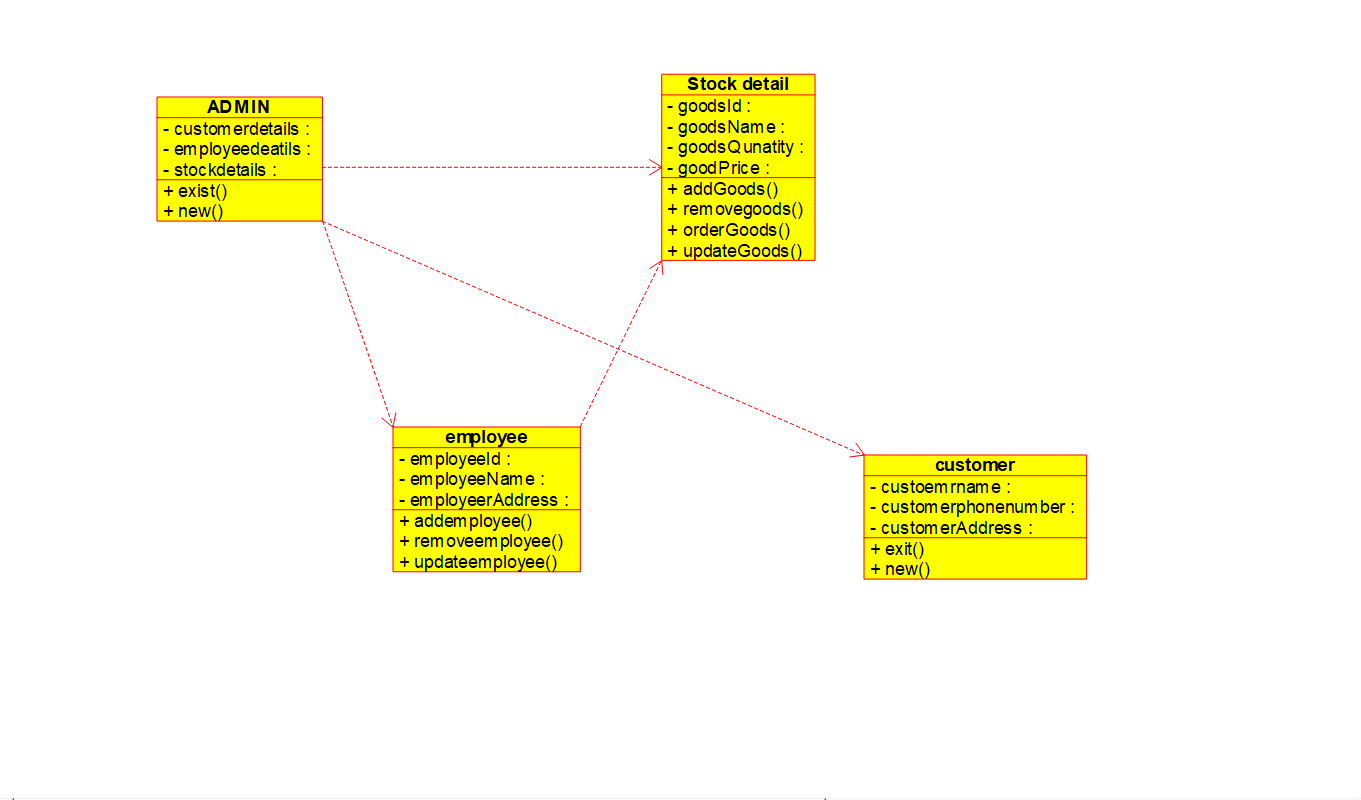 ADMIN
- customerdetails :
- employeedeatils :
- stockdetails :
+ exist()
+ new()
Stock detail
- goodsId :
- goodsName :
- goodsQunatity :
- goodPrice :
+ addGoods()
+ removegoods()
+ orderGoods()
+ updateGoods()
employee
- employeeId :
- employeeName :
- employeerAddress :
+ addemployee()
+ removeemployee()
+ updateemployee()
customer
- custoemrname :
- customerphonenumber :
- customerAddress :
+ exit()
+ new()